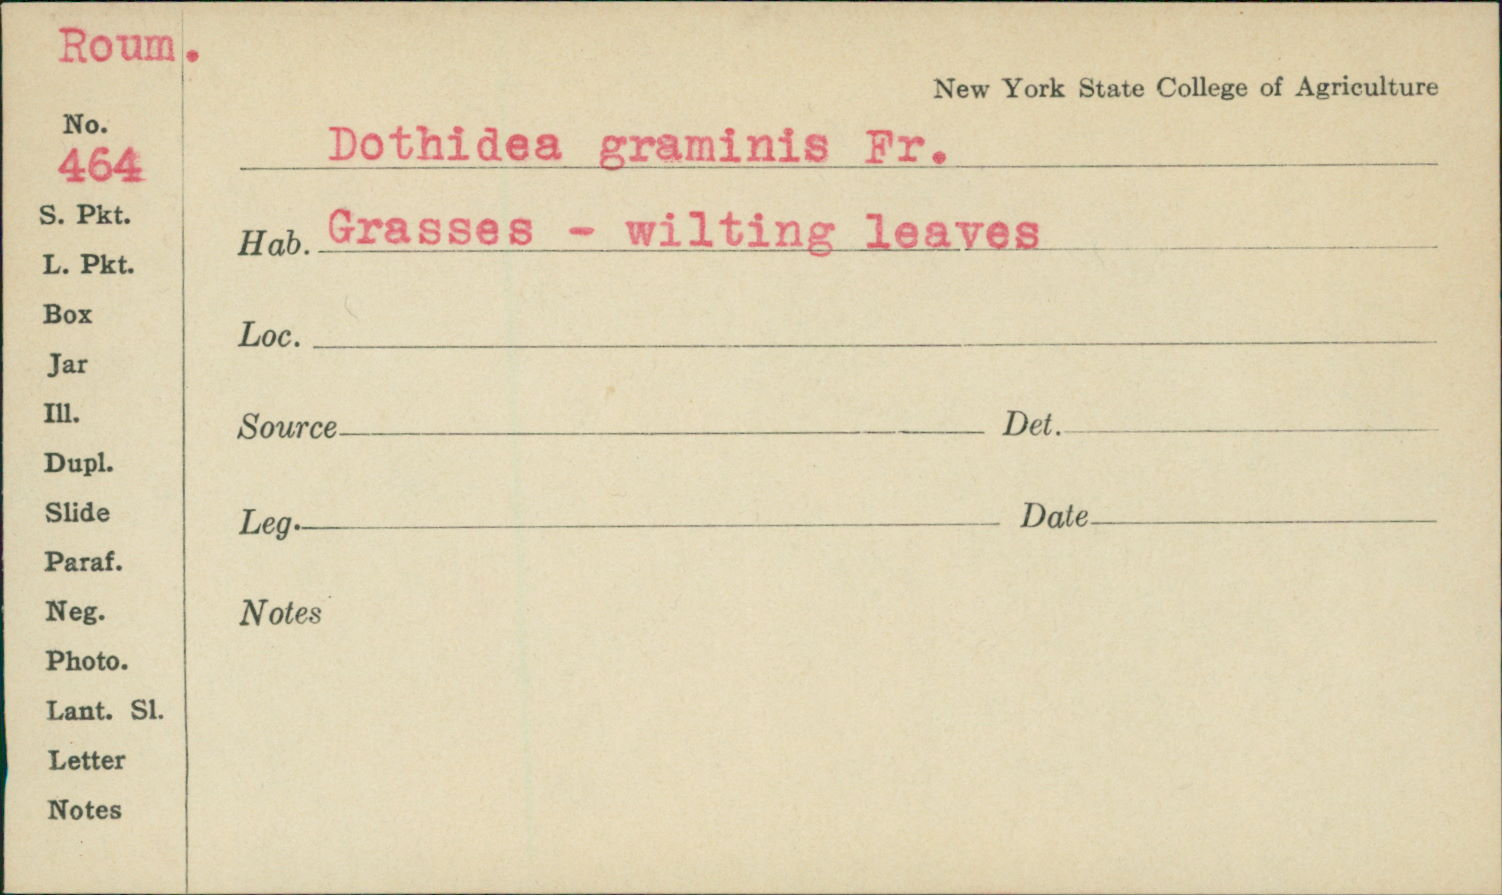 Roum.
New York State College of Agriculture
No.
464
Dothidea graminis Fr.
S. Pkt.
Hab. Grasses - wilting leaves
L. Pkt.
Box
Loc.
Jar
Ill.
Source Det.
Dupl.
Slide
Leg. Date
Paraf.
Neg.
Notes
Photo.
Lant. Sl.
Letter
Notes